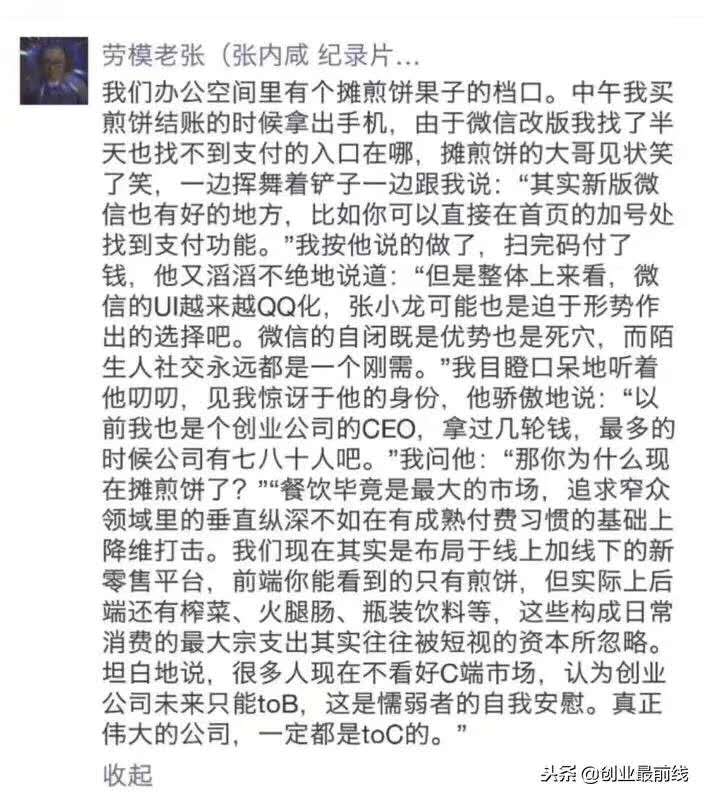 劳模老张（张内咸 纪录片...
我们办公空间里有个摊煎饼果子的档口。中午我买
煎饼结账的时候拿出手机，由于微信改版我找了半
天也找不到支付的入口在哪，摊煎饼的大哥见状笑
了笑，一边挥舞着铲子一边跟我说：“其实新版微
信也有好的地方，比如你可以直接在首页的加号处
找到支付功能。”我按他说的做了，扫完码付了
钱，他又滔滔不绝地说道：“但是整体上来看，微
信的UI越来越QQ化，张小龙可能也是迫于形势作
出的选择吧。微信的自闭既是优势也是死穴，而陌
生人社交永远都是一个刚需。”我目瞪口呆地听着
他叨叨，见我惊讶于他的身份，他骄傲地说：“以
前我也是个创业公司的CEO，拿过几轮钱，最多的
时候公司有七八十人吧。”我问他：“那你为什么现
在摊煎饼了？”“餐饮毕竟是最大的市场，追求窄众
领域里的垂直纵深不如在有成熟付费习惯的基础上
降维打击。我们现在其实是布局于线上加线下的新
零售平台，前端你能看到的只有煎饼，但实际上后
端还有榨菜、火腿肠、瓶装饮料等，这些构成日常
消费的最大宗支出其实往往被短视的资本所忽略。
坦白地说，很多人现在不看好C端市场，认为创业
公司未来只能toB，这是懦弱者的自我安慰。真正
伟大的公司，一定都是toC的。”
收起
头条 @创业最前线